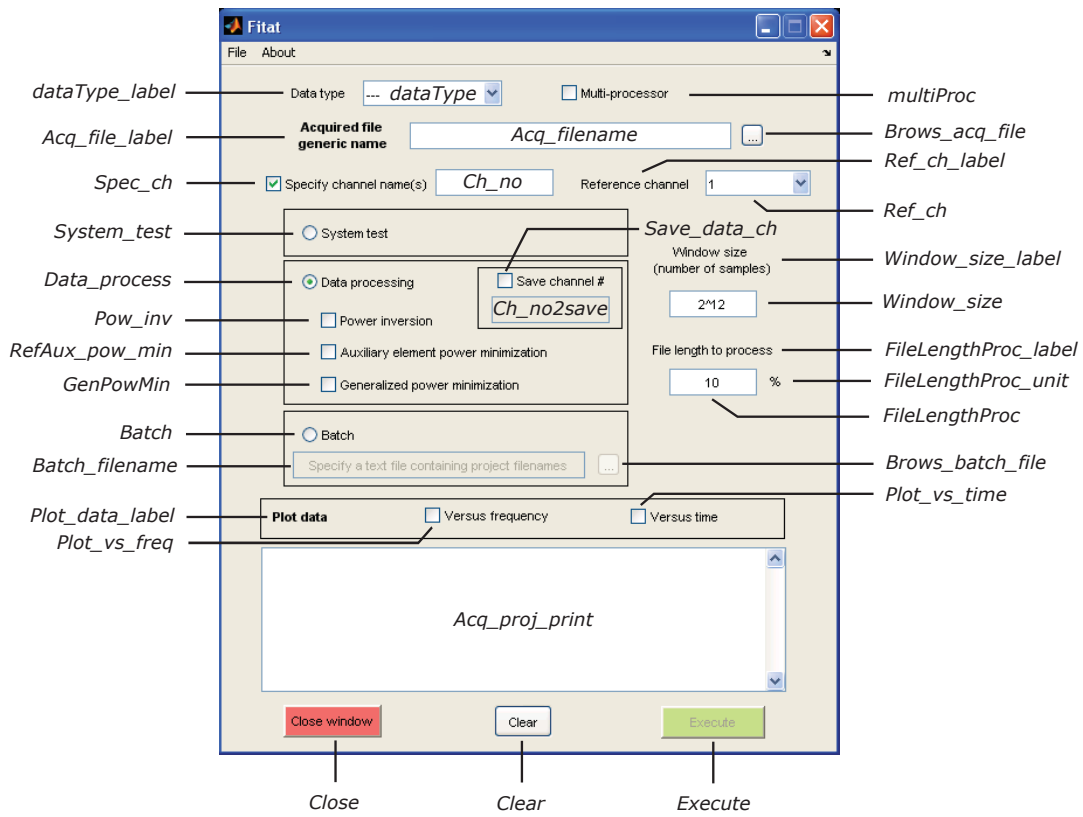 Fitat
File About
dataType_label Data type --- dataType Multi-processor multiProc
Acq_file_label Acquired file generic name Acq_filename ... Brows_acq_file
Ref_ch_label
Spec_ch Specify channel name(s) Ch_no Reference channel 1
Ref_ch
System_test System test Save_data_ch
Window size (number of samples) Window_size_label
Data_process Data processing Save channel #
Ch_no2save 2^12 Window_size
Pow_inv Power inversion
RefAux_pow_min Auxiliary element power minimization File length to process FileLengthProc_label
GenPowMin Generalized power minimization 10 % FileLengthProc_unit
FileLengthProc
Batch Batch
Batch_filename Specify a text file containing project filenames ... Brows_batch_file
Plot_vs_time
Plot_data_label Plot data Versus frequency Versus time
Plot_vs_freq
Acq_proj_print
Close window Clear Execute
Close Clear Execute